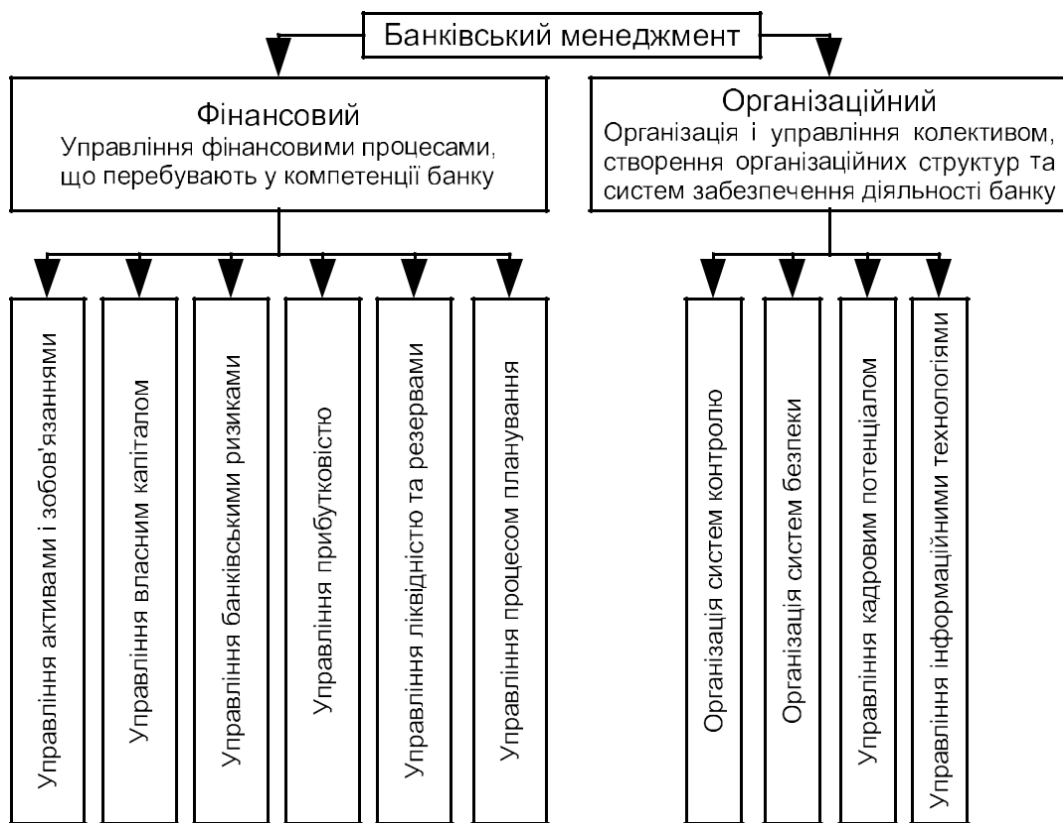 Банківський менеджмент
Фінансовий
Управління фінансовими процесами,
що перебувають у компетенції банку
Організаційний
Організація і управління колективом,
створення організаційних структур та
систем забезпечення діяльності банку
Управління активами і зобов'язаннями
Управління власним капіталом
Управління банківськими ризиками
Управління прибутковістю
Управління ліквідністю та резервами
Управління процесом планування
Організація систем контролю
Організація систем безпеки
Управління кадровим потенціалом
Управління інформаційними технологіями